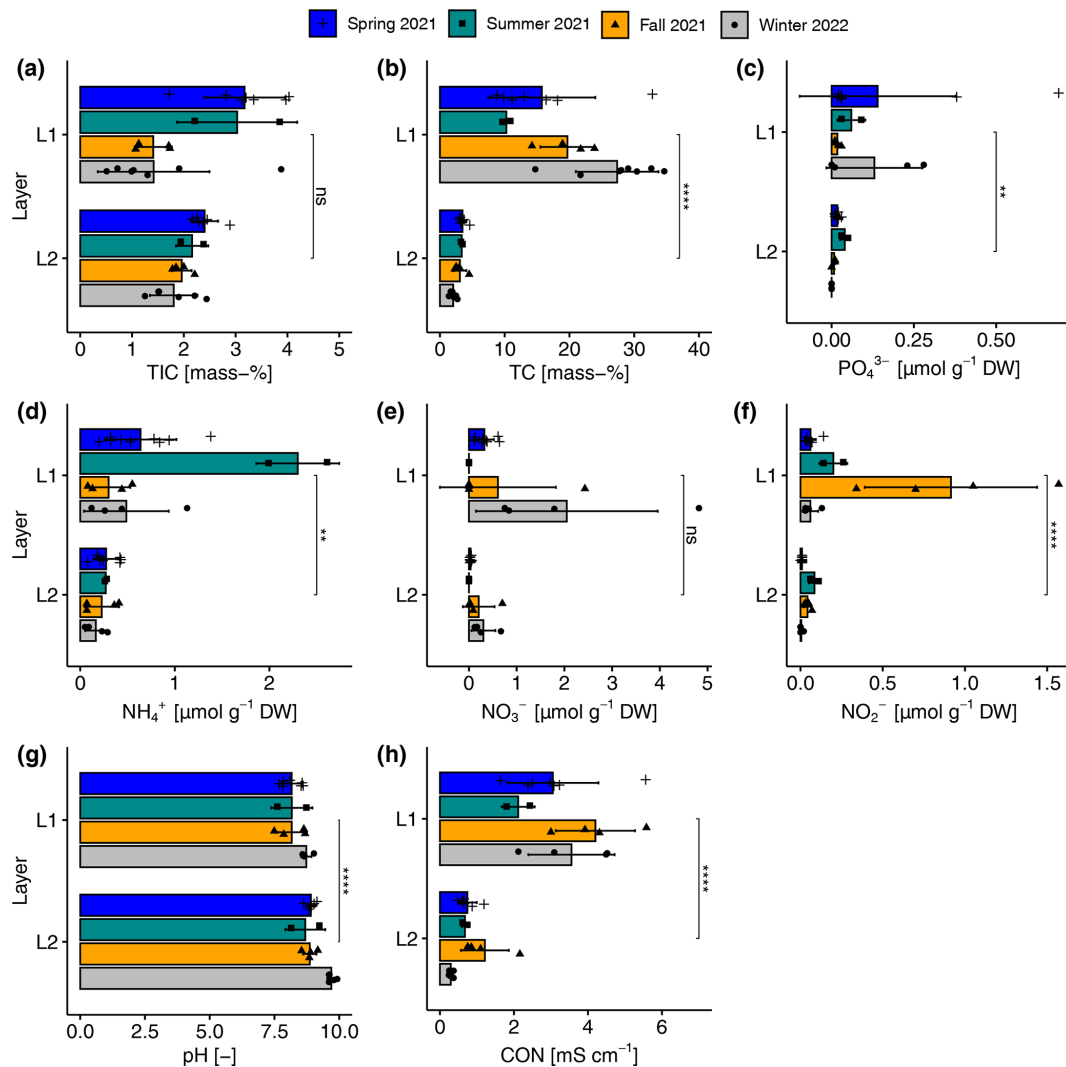 Spring 2021 Summer 2021 Fall 2021 Winter 2022
(a) (b) (c)
Layer L1 L2 ns
0 1 2 3 4 5
TIC [mass−%]
L1 L2 ****
0 10 20 30 40
TC [mass−%]
Layer L1 L2 **
0.00 0.25 0.50
PO₄³⁻ [µmol g⁻¹ DW]
(d) (e) (f)
Layer L1 L2 **
0 1 2
NH₄⁺ [µmol g⁻¹ DW]
L1 L2 ns
0 1 2 3 4 5
NO₃⁻ [µmol g⁻¹ DW]
L1 L2 ****
0.0 0.5 1.0 1.5
NO₂⁻ [µmol g⁻¹ DW]
(g) (h)
Layer L1 L2 ****
0.0 2.5 5.0 7.5 10.0
pH [−]
L1 L2 ****
0 2 4 6
CON [mS cm⁻¹]